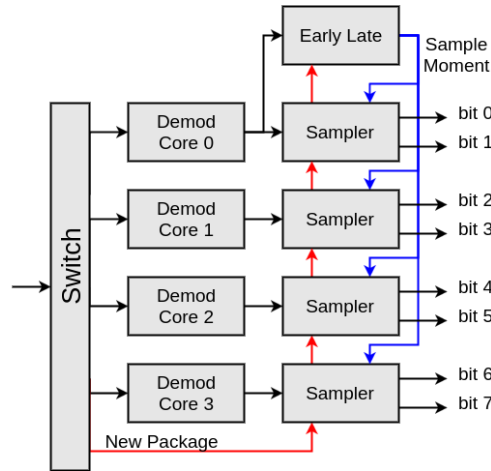 Early Late
Sample
Moment
Switch
Demod
Core 0
Sampler
bit 0
bit 1
Demod
Core 1
Sampler
bit 2
bit 3
Demod
Core 2
Sampler
bit 4
bit 5
Demod
Core 3
Sampler
bit 6
bit 7
New Package